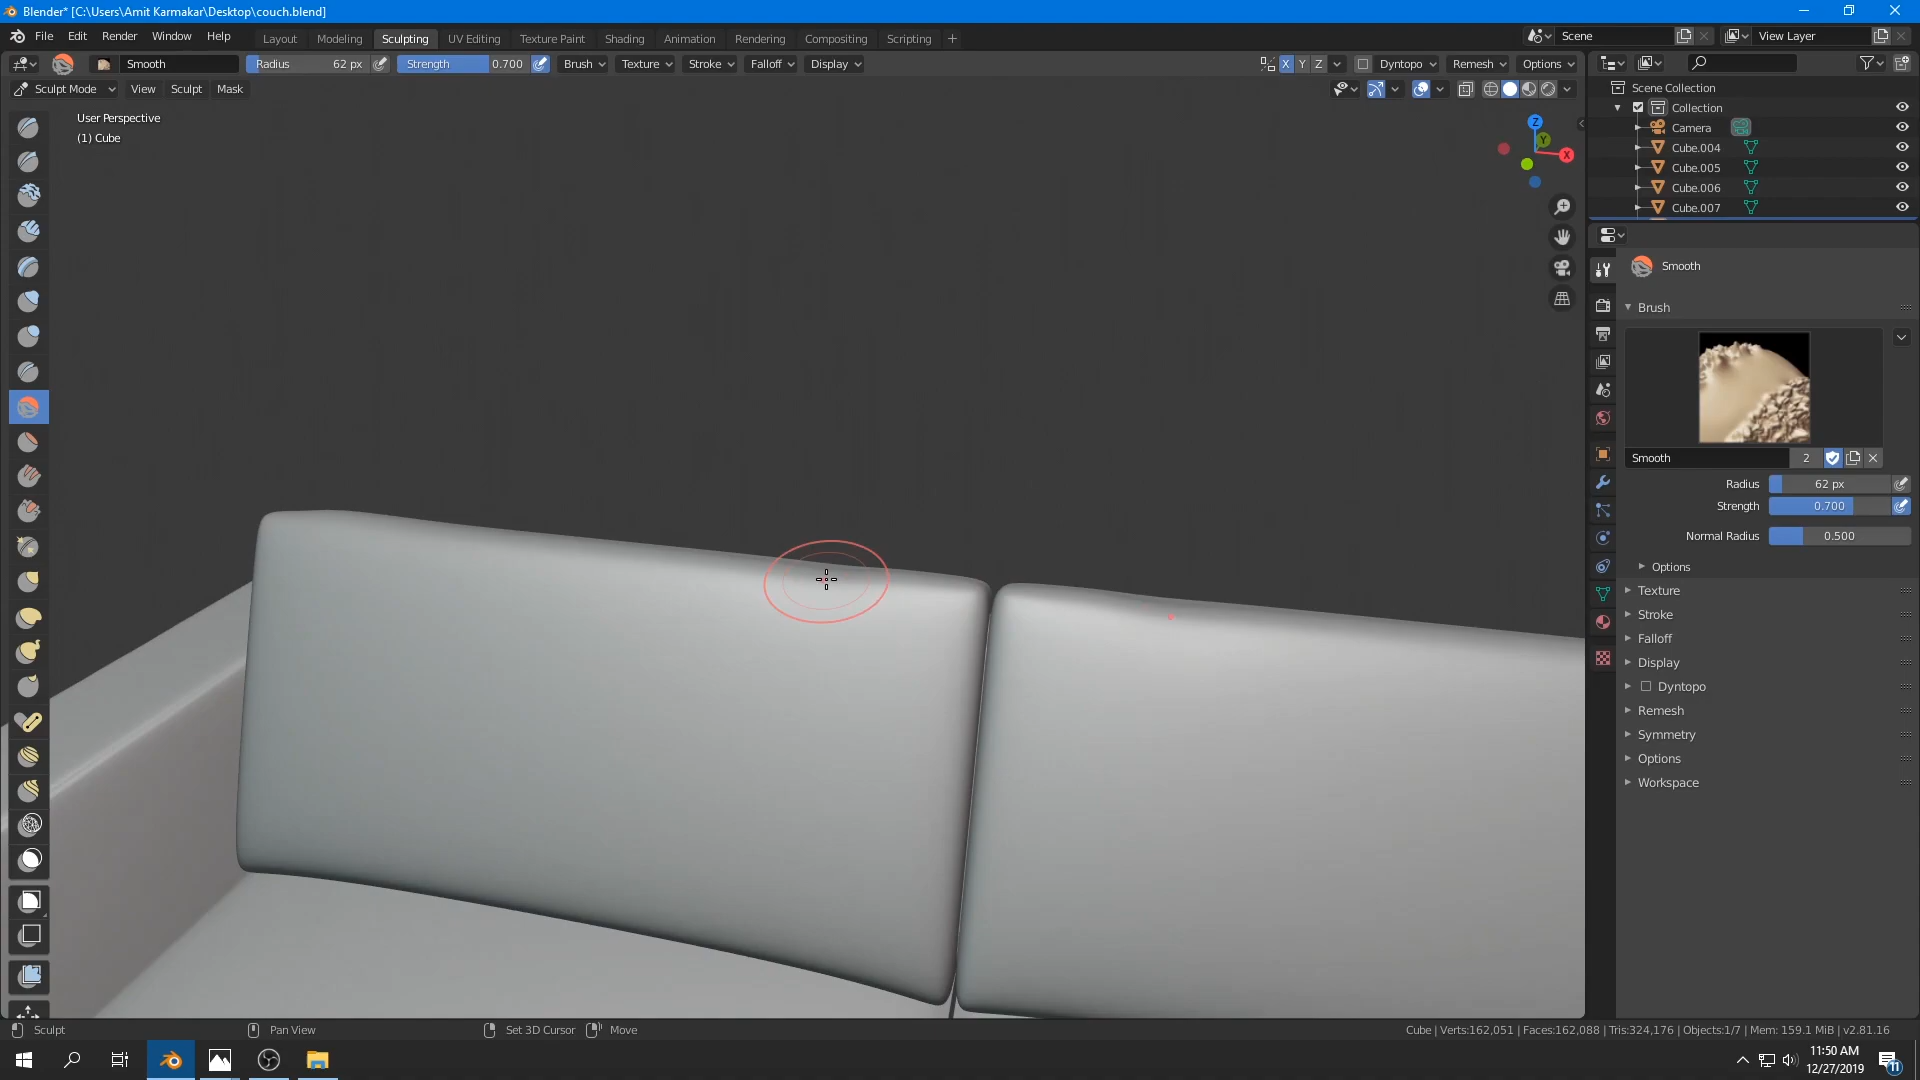 Blender* [C:\Users\Amit Karmakar\Desktop\couch.blend]
File Edit Render Window Help Layout Modeling Sculpting UV Editing Texture Paint Shading Animation Rendering Compositing Scripting + Scene View Layer
Smooth Radius 62 px Strength 0.700 Brush Texture Stroke Falloff Display X Y Z Dyntopo Remesh Options
Sculpt Mode View Sculpt Mask
User Perspective
(1) Cube
Z
Y
X
Scene Collection
Collection
Camera
Cube.004
Cube.005
Cube.006
Cube.007
Smooth
Brush
Smooth 2
Radius 62 px
Strength 0.700
Normal Radius 0.500
Options
Texture
Stroke
Falloff
Display
Dyntopo
Remesh
Symmetry
Options
Workspace
Sculpt Pan View Set 3D Cursor Move Cube | Verts:162,051 | Faces:162,088 | Tris:324,176 | Objects:1/7 | Mem: 159.1 MiB | v2.81.16
11:50 AM
12/27/2019
11